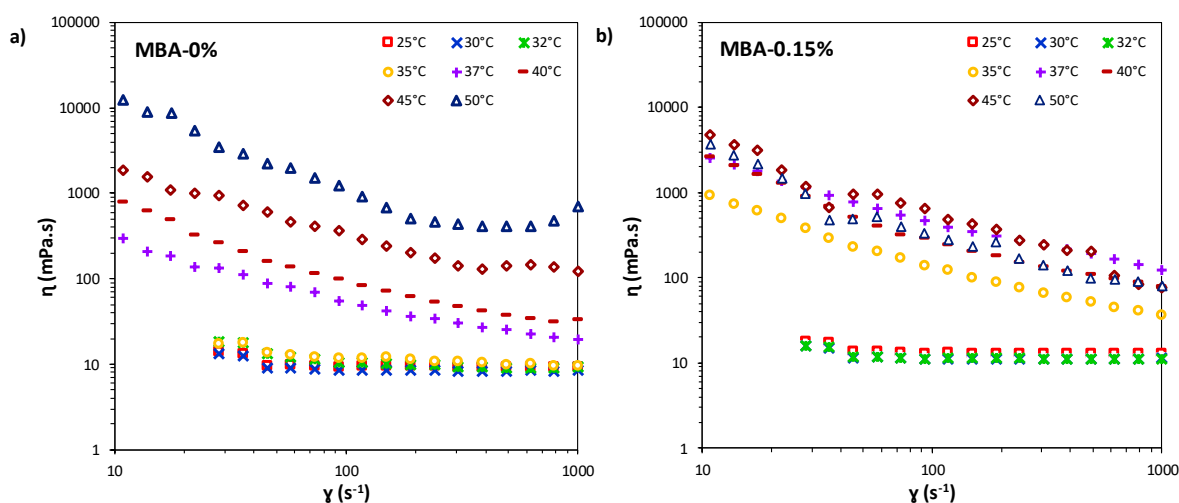 a)
MBA-0%
25°C 30°C 32°C
35°C 37°C 40°C
45°C 50°C
100000
10000
1000
100
10
1
η (mPa.s)
10 100 1000
ɣ (s⁻¹)
b)
MBA-0.15%
25°C 30°C 32°C
35°C 37°C 40°C
45°C 50°C
100000
10000
1000
100
10
1
η (mPa.s)
10 100 1000
ɣ (s⁻¹)